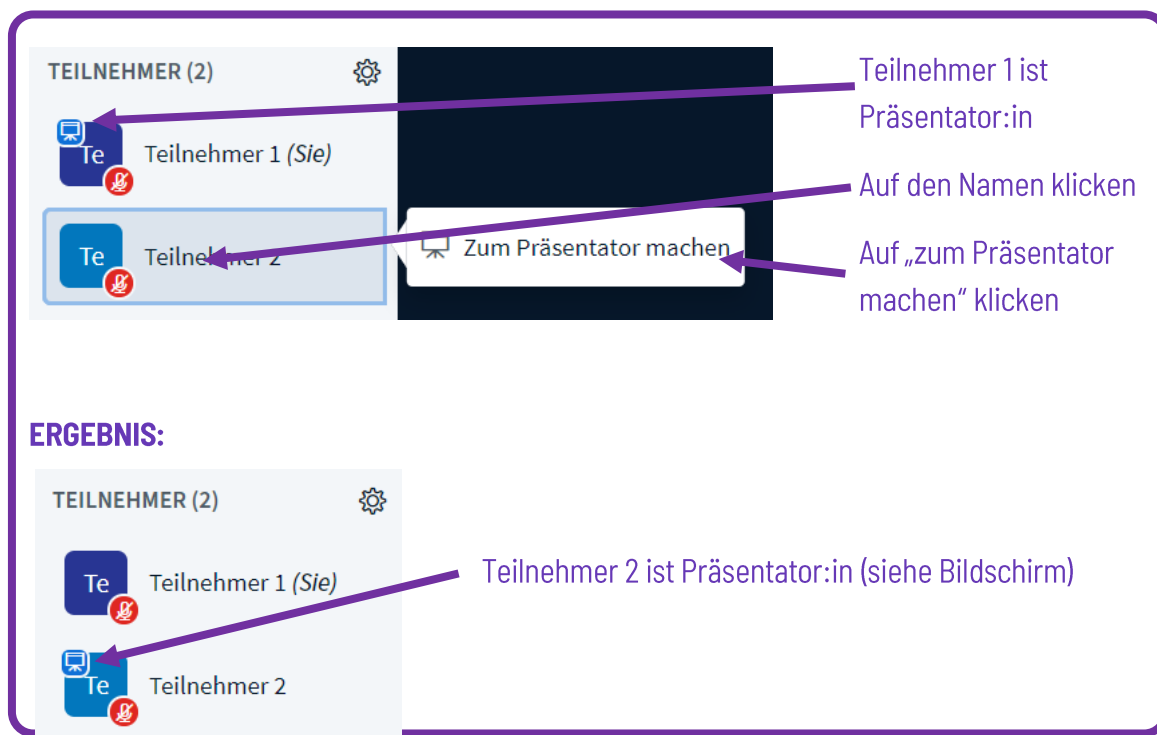 TEILNEHMER (2)
Te
Teilnehmer 1 (Sie)
Te
Teilnehmer 2
Zum Präsentator machen
Teilnehmer 1 ist
Präsentator:in
Auf den Namen klicken
Auf „zum Präsentator
machen“ klicken
ERGEBNIS:
TEILNEHMER (2)
Te
Teilnehmer 1 (Sie)
Te
Teilnehmer 2
Teilnehmer 2 ist Präsentator:in (siehe Bildschirm)